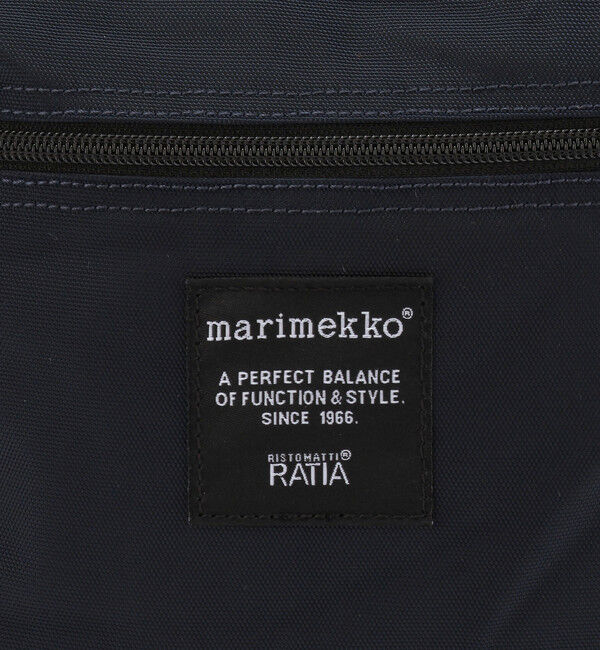 marimekko®
A PERFECT BALANCE
OF FUNCTION & STYLE.
SINCE 1966.
RISTOMATTI®
RATIA